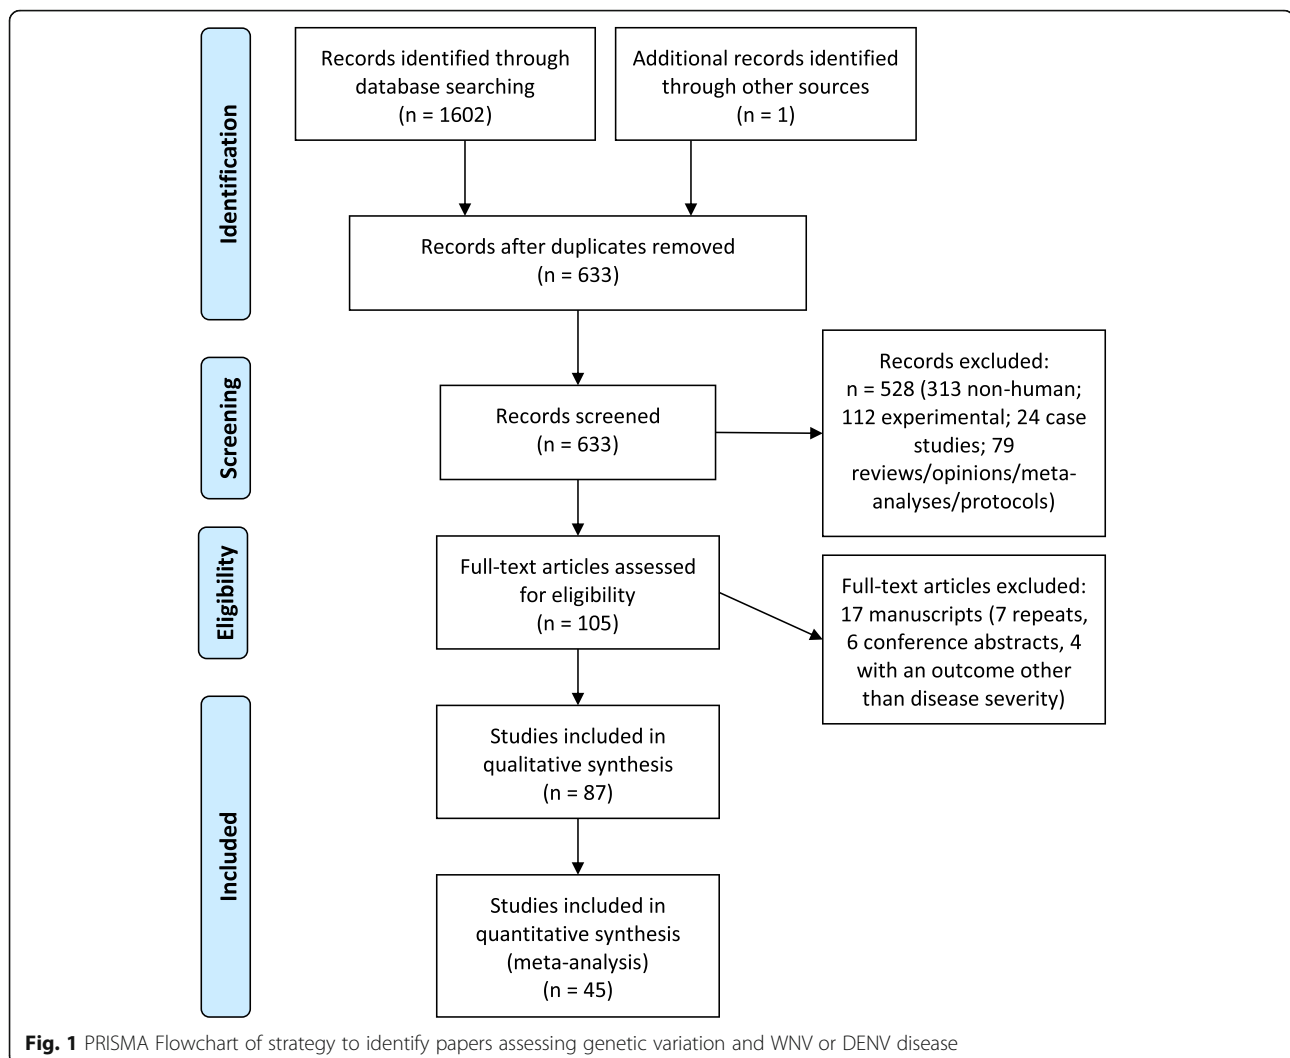 Identification
Records identified through
database searching
(n = 1602)
Additional records identified
through other sources
(n = 1)
Records after duplicates removed
(n = 633)
Screening
Records screened
(n = 633)
Records excluded:
n = 528 (313 non-human;
112 experimental; 24 case
studies; 79
reviews/opinions/meta-
analyses/protocols)
Eligibility
Full-text articles assessed
for eligibility
(n = 105)
Full-text articles excluded:
17 manuscripts (7 repeats,
6 conference abstracts, 4
with an outcome other
than disease severity)
Included
Studies included in
qualitative synthesis
(n = 87)
Studies included in
quantitative synthesis
(meta-analysis)
(n = 45)
Fig. 1 PRISMA Flowchart of strategy to identify papers assessing genetic variation and WNV or DENV disease